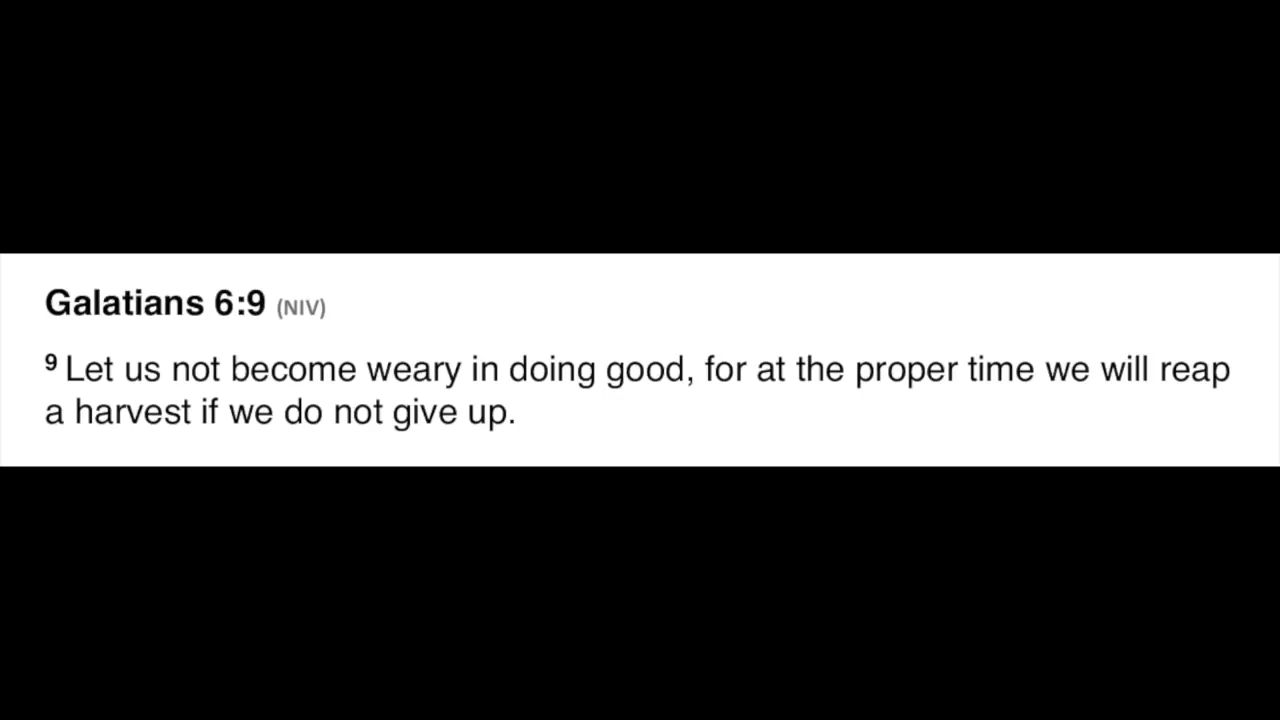 Galatians 6:9 (NIV)
9 Let us not become weary in doing good, for at the proper time we will reap
a harvest if we do not give up.